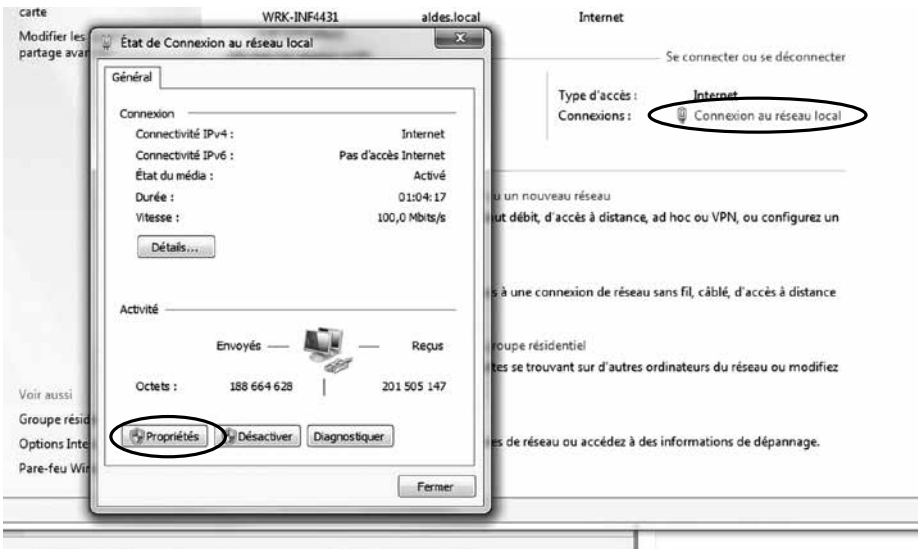 carte
Modifier les
partage avan
WRK-INF4431 aldes.local Internet
Se connecter ou se déconnecter
Type d'accès : Internet
Connexions : Connexion au réseau local
État de Connexion au réseau local
Général
Connexion
Connectivité IPv4 : Internet
Connectivité IPv6 : Pas d'accès Internet
État du média : Activé
Durée : 01:04:17
Vitesse : 100,0 Mbits/s
Détails...
Activité
Envoyés Reçus
Octets : 188 664 628 201 505 147
Propriétés Désactiver Diagnostiquer
Fermer
u un nouveau réseau
ut débit, d'accès à distance, ad hoc ou VPN, ou configurez un
s à une connexion de réseau sans fil, câblé, d'accès à distance
roupe résidentiel
tes se trouvant sur d'autres ordinateurs du réseau ou modifiez
es de réseau ou accédez à des informations de dépannage.
Voir aussi
Groupe résid
Options Inte
Pare-feu Win